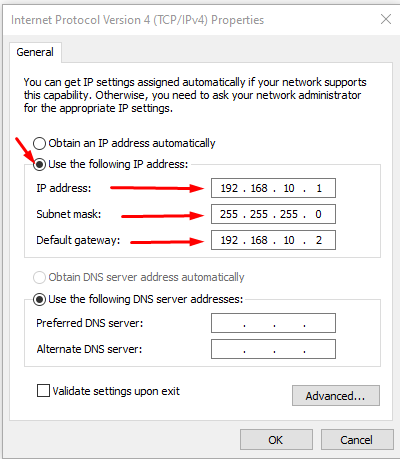 Internet Protocol Version 4 (TCP/IPv4) Properties
General
You can get IP settings assigned automatically if your network supports
this capability. Otherwise, you need to ask your network administrator
for the appropriate IP settings.
Obtain an IP address automatically
Use the following IP address:
IP address: 192 . 168 . 10 . 1
Subnet mask: 255 . 255 . 255 . 0
Default gateway: 192 . 168 . 10 . 2
Obtain DNS server address automatically
Use the following DNS server addresses:
Preferred DNS server: . . .
Alternate DNS server: . . .
Validate settings upon exit
Advanced...
OK Cancel